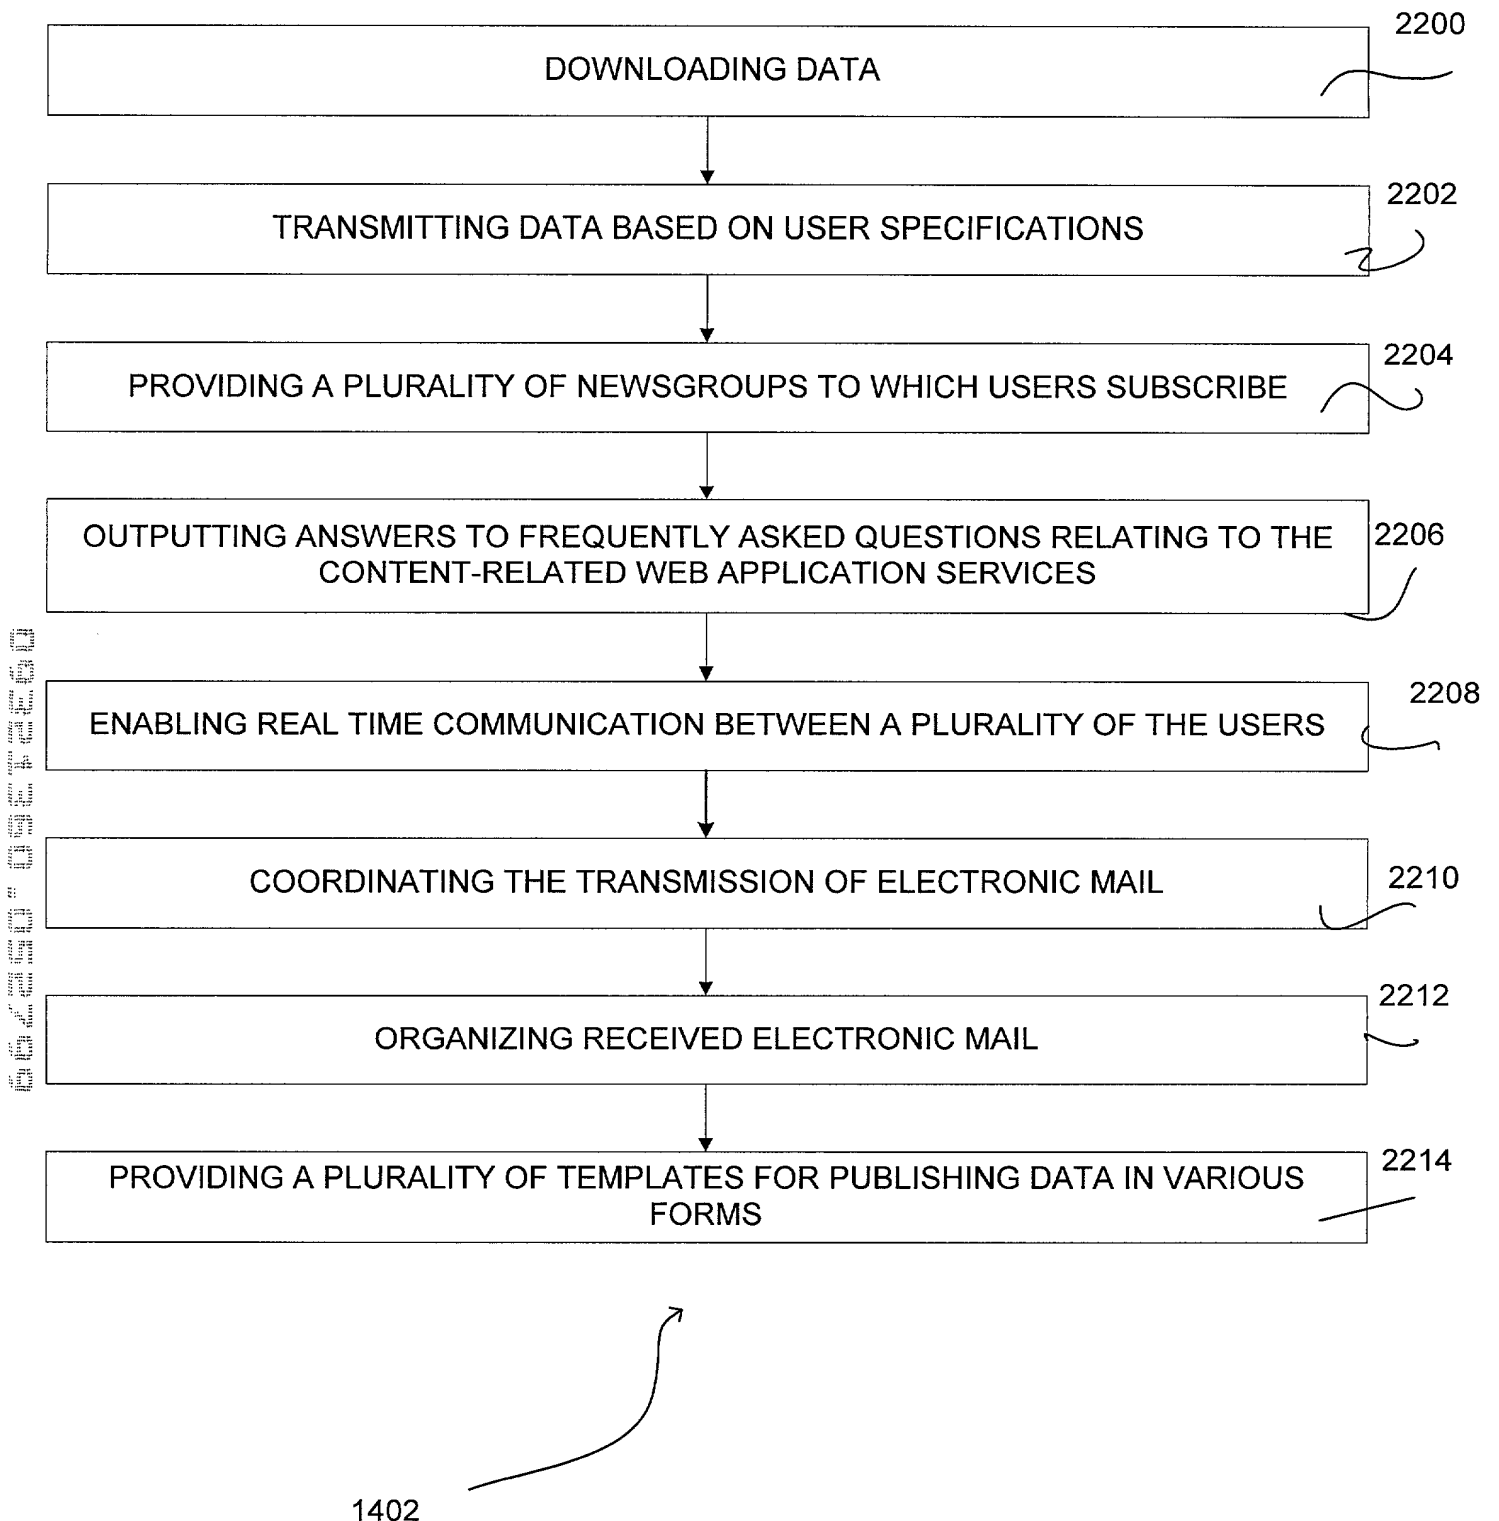 2200
DOWNLOADING DATA
2202
TRANSMITTING DATA BASED ON USER SPECIFICATIONS
2204
PROVIDING A PLURALITY OF NEWSGROUPS TO WHICH USERS SUBSCRIBE
2206
OUTPUTTING ANSWERS TO FREQUENTLY ASKED QUESTIONS RELATING TO THE
CONTENT-RELATED WEB APPLICATION SERVICES
2208
ENABLING REAL TIME COMMUNICATION BETWEEN A PLURALITY OF THE USERS
2210
COORDINATING THE TRANSMISSION OF ELECTRONIC MAIL
2212
ORGANIZING RECEIVED ELECTRONIC MAIL
2214
PROVIDING A PLURALITY OF TEMPLATES FOR PUBLISHING DATA IN VARIOUS
FORMS
1402